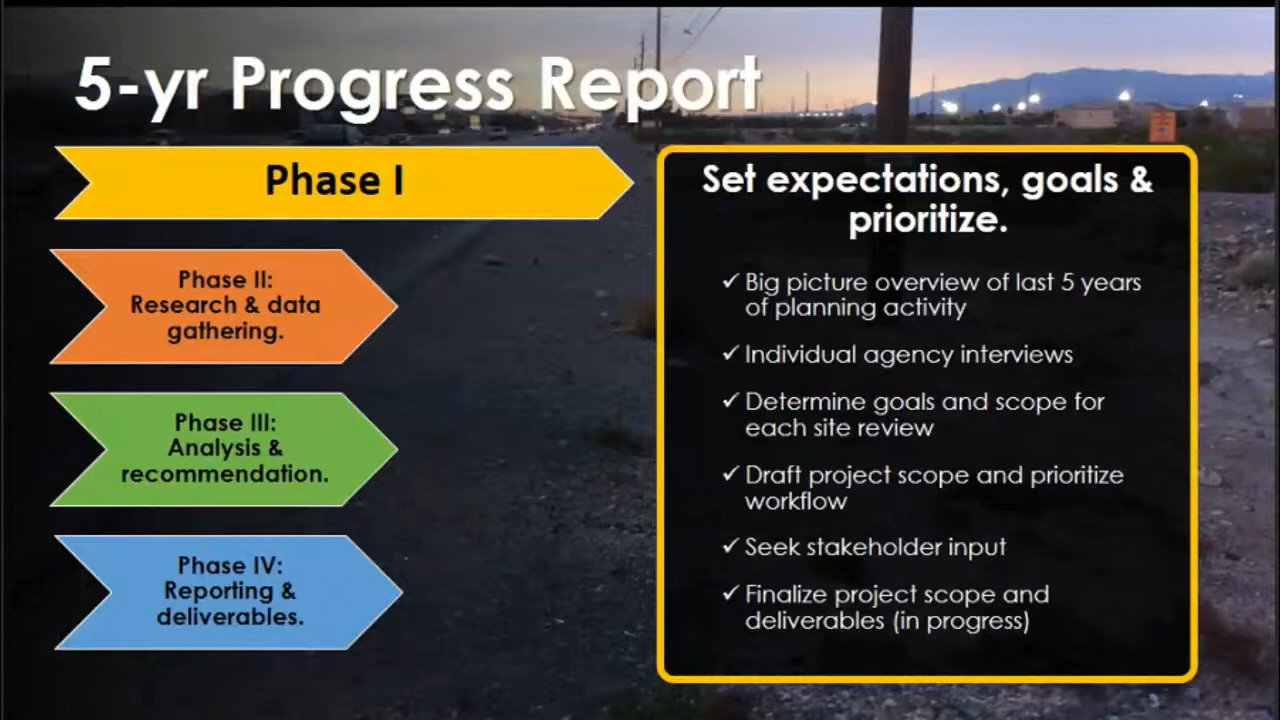 5-yr Progress Report
Phase I
Phase II:
Research & data
gathering.
Phase III:
Analysis &
recommendation.
Phase IV:
Reporting &
deliverables.
Set expectations, goals &
prioritize.
✓ Big picture overview of last 5 years
of planning activity
✓ Individual agency interviews
✓ Determine goals and scope for
each site review
✓ Draft project scope and prioritize
workflow
✓ Seek stakeholder input
✓ Finalize project scope and
deliverables (in progress)